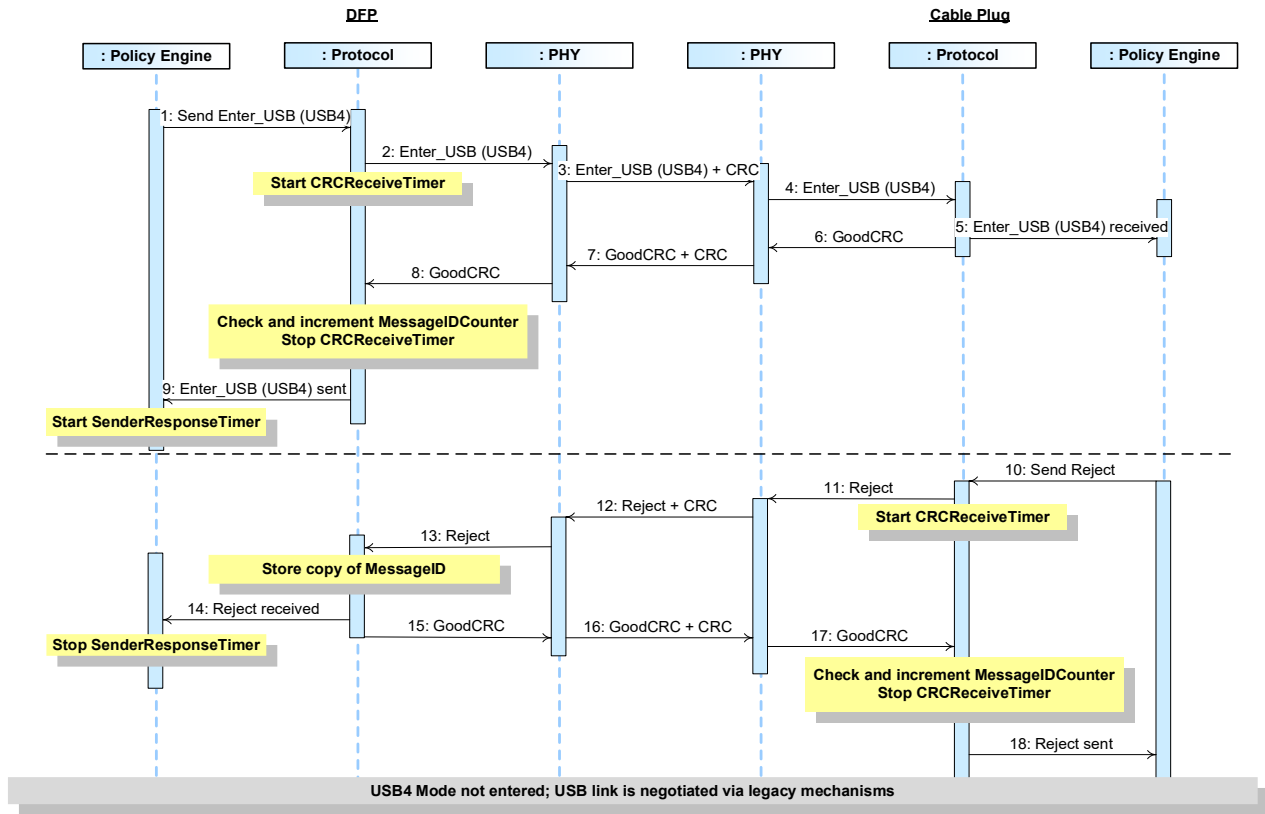 DFP
Cable Plug
: Policy Engine
: Protocol
: PHY
: PHY
: Protocol
: Policy Engine
1: Send Enter_USB (USB4)
2: Enter_USB (USB4)
3: Enter_USB (USB4) + CRC
Start CRCReceiveTimer
4: Enter_USB (USB4)
5: Enter_USB (USB4) received
6: GoodCRC
7: GoodCRC + CRC
8: GoodCRC
Check and increment MessageIDCounter
Stop CRCReceiveTimer
9: Enter_USB (USB4) sent
Start SenderResponseTimer
10: Send Reject
11: Reject
Start CRCReceiveTimer
12: Reject + CRC
13: Reject
Store copy of MessageID
14: Reject received
Stop SenderResponseTimer
15: GoodCRC
16: GoodCRC + CRC
17: GoodCRC
Check and increment MessageIDCounter
Stop CRCReceiveTimer
18: Reject sent
USB4 Mode not entered; USB link is negotiated via legacy mechanisms